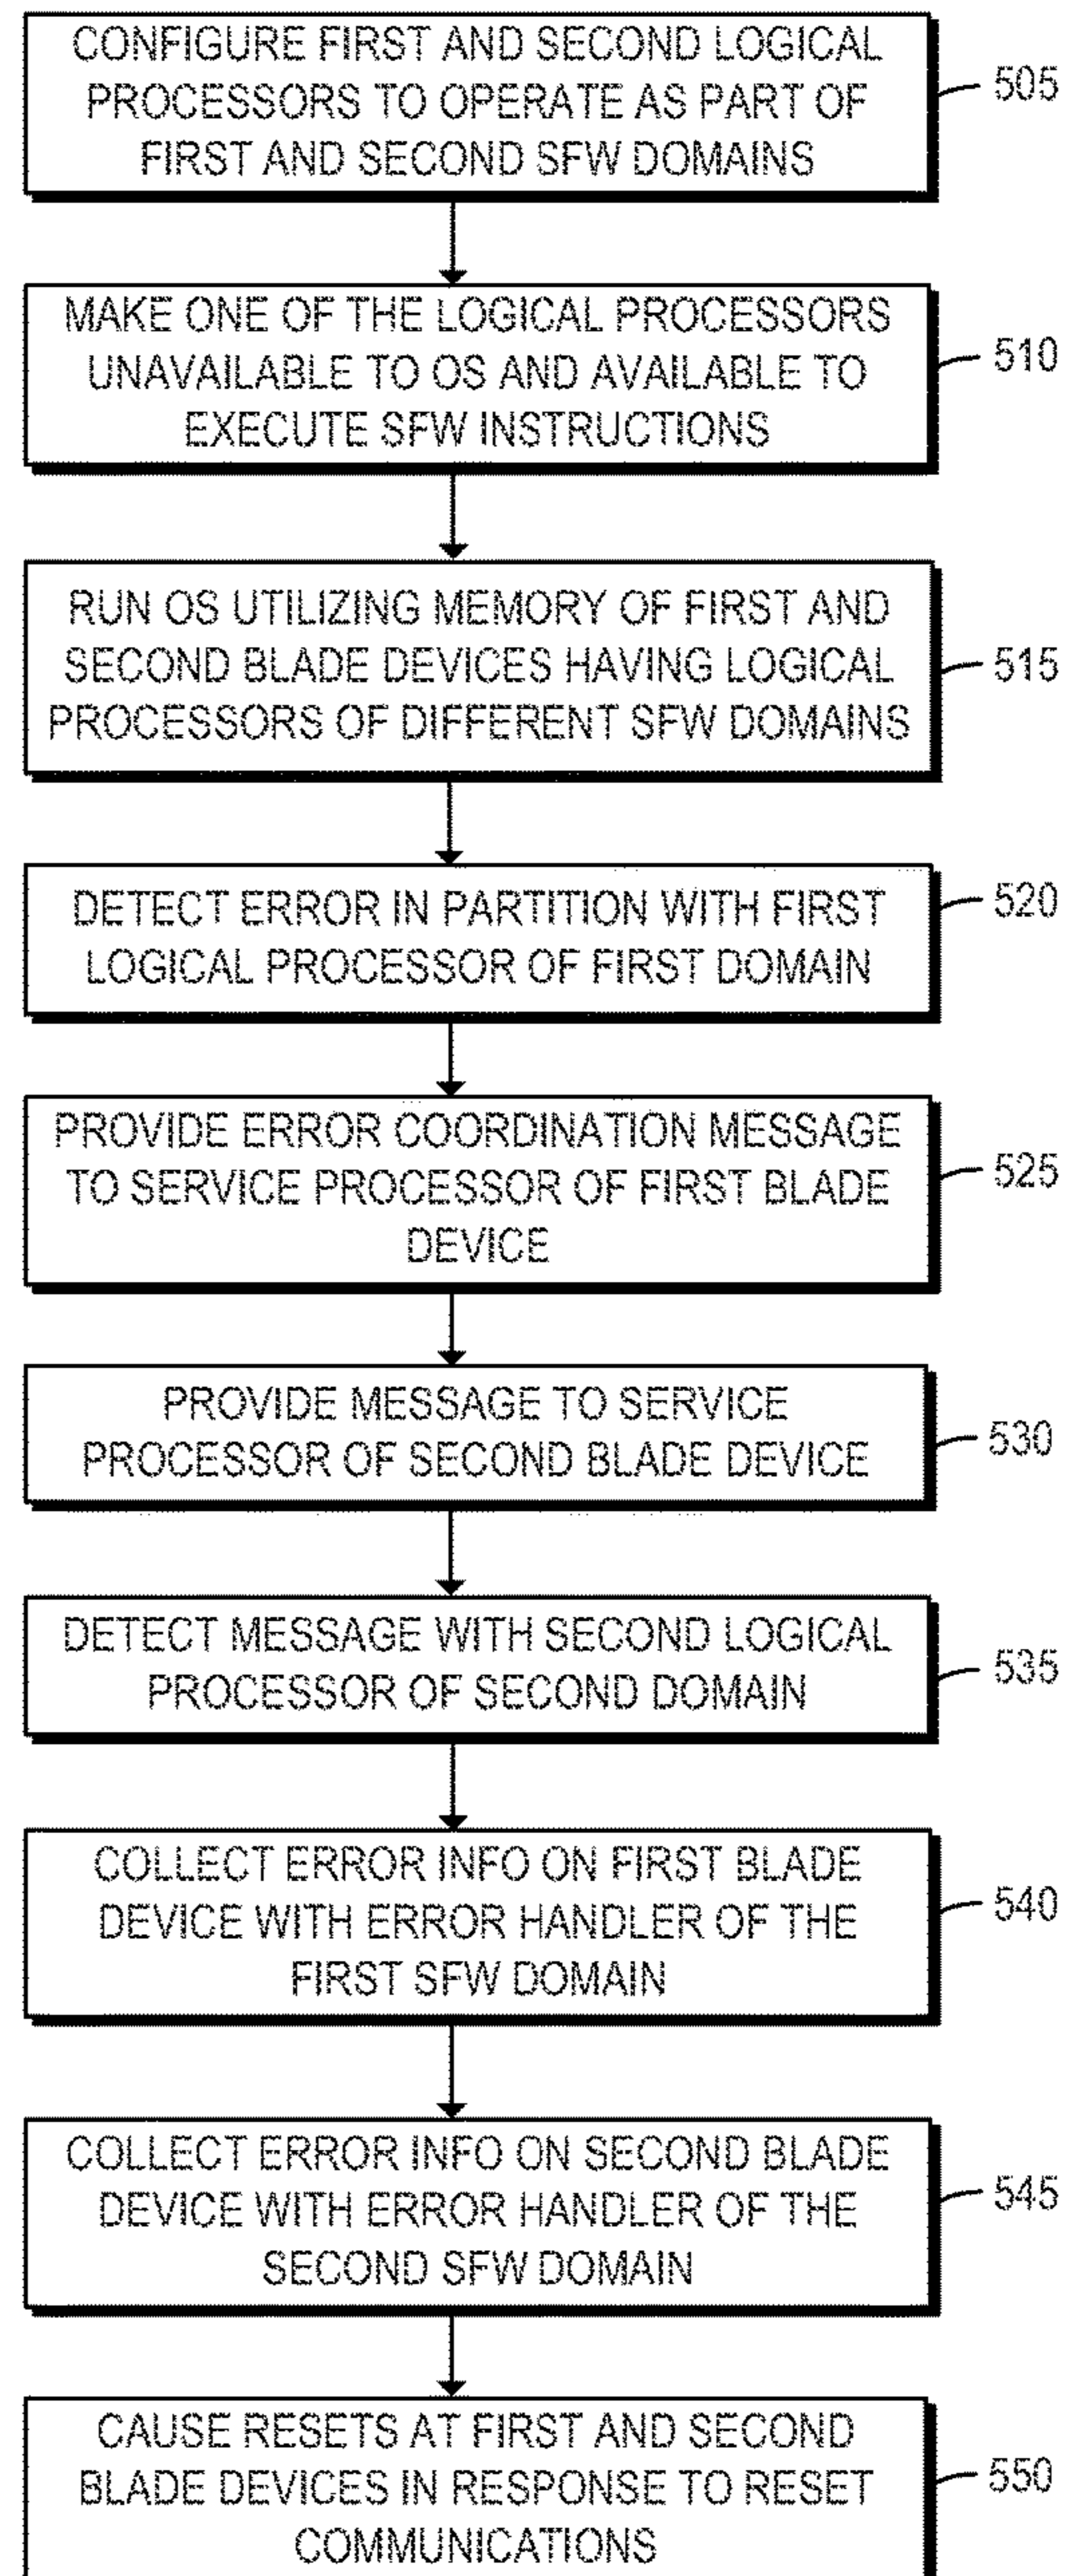 CONFIGURE FIRST AND SECOND LOGICAL
PROCESSORS TO OPERATE AS PART OF
FIRST AND SECOND SFW DOMAINS
505
MAKE ONE OF THE LOGICAL PROCESSORS
UNAVAILABLE TO OS AND AVAILABLE TO
EXECUTE SFW INSTRUCTIONS
510
RUN OS UTILIZING MEMORY OF FIRST AND
SECOND BLADE DEVICES HAVING LOGICAL
PROCESSORS OF DIFFERENT SFW DOMAINS
515
DETECT ERROR IN PARTITION WITH FIRST
LOGICAL PROCESSOR OF FIRST DOMAIN
520
PROVIDE ERROR COORDINATION MESSAGE
TO SERVICE PROCESSOR OF FIRST BLADE
DEVICE
525
PROVIDE MESSAGE TO SERVICE
PROCESSOR OF SECOND BLADE DEVICE
530
DETECT MESSAGE WITH SECOND LOGICAL
PROCESSOR OF SECOND DOMAIN
535
COLLECT ERROR INFO ON FIRST BLADE
DEVICE WITH ERROR HANDLER OF THE
FIRST SFW DOMAIN
540
COLLECT ERROR INFO ON SECOND BLADE
DEVICE WITH ERROR HANDLER OF THE
SECOND SFW DOMAIN
545
CAUSE RESETS AT FIRST AND SECOND
BLADE DEVICES IN RESPONSE TO RESET
COMMUNICATIONS
550